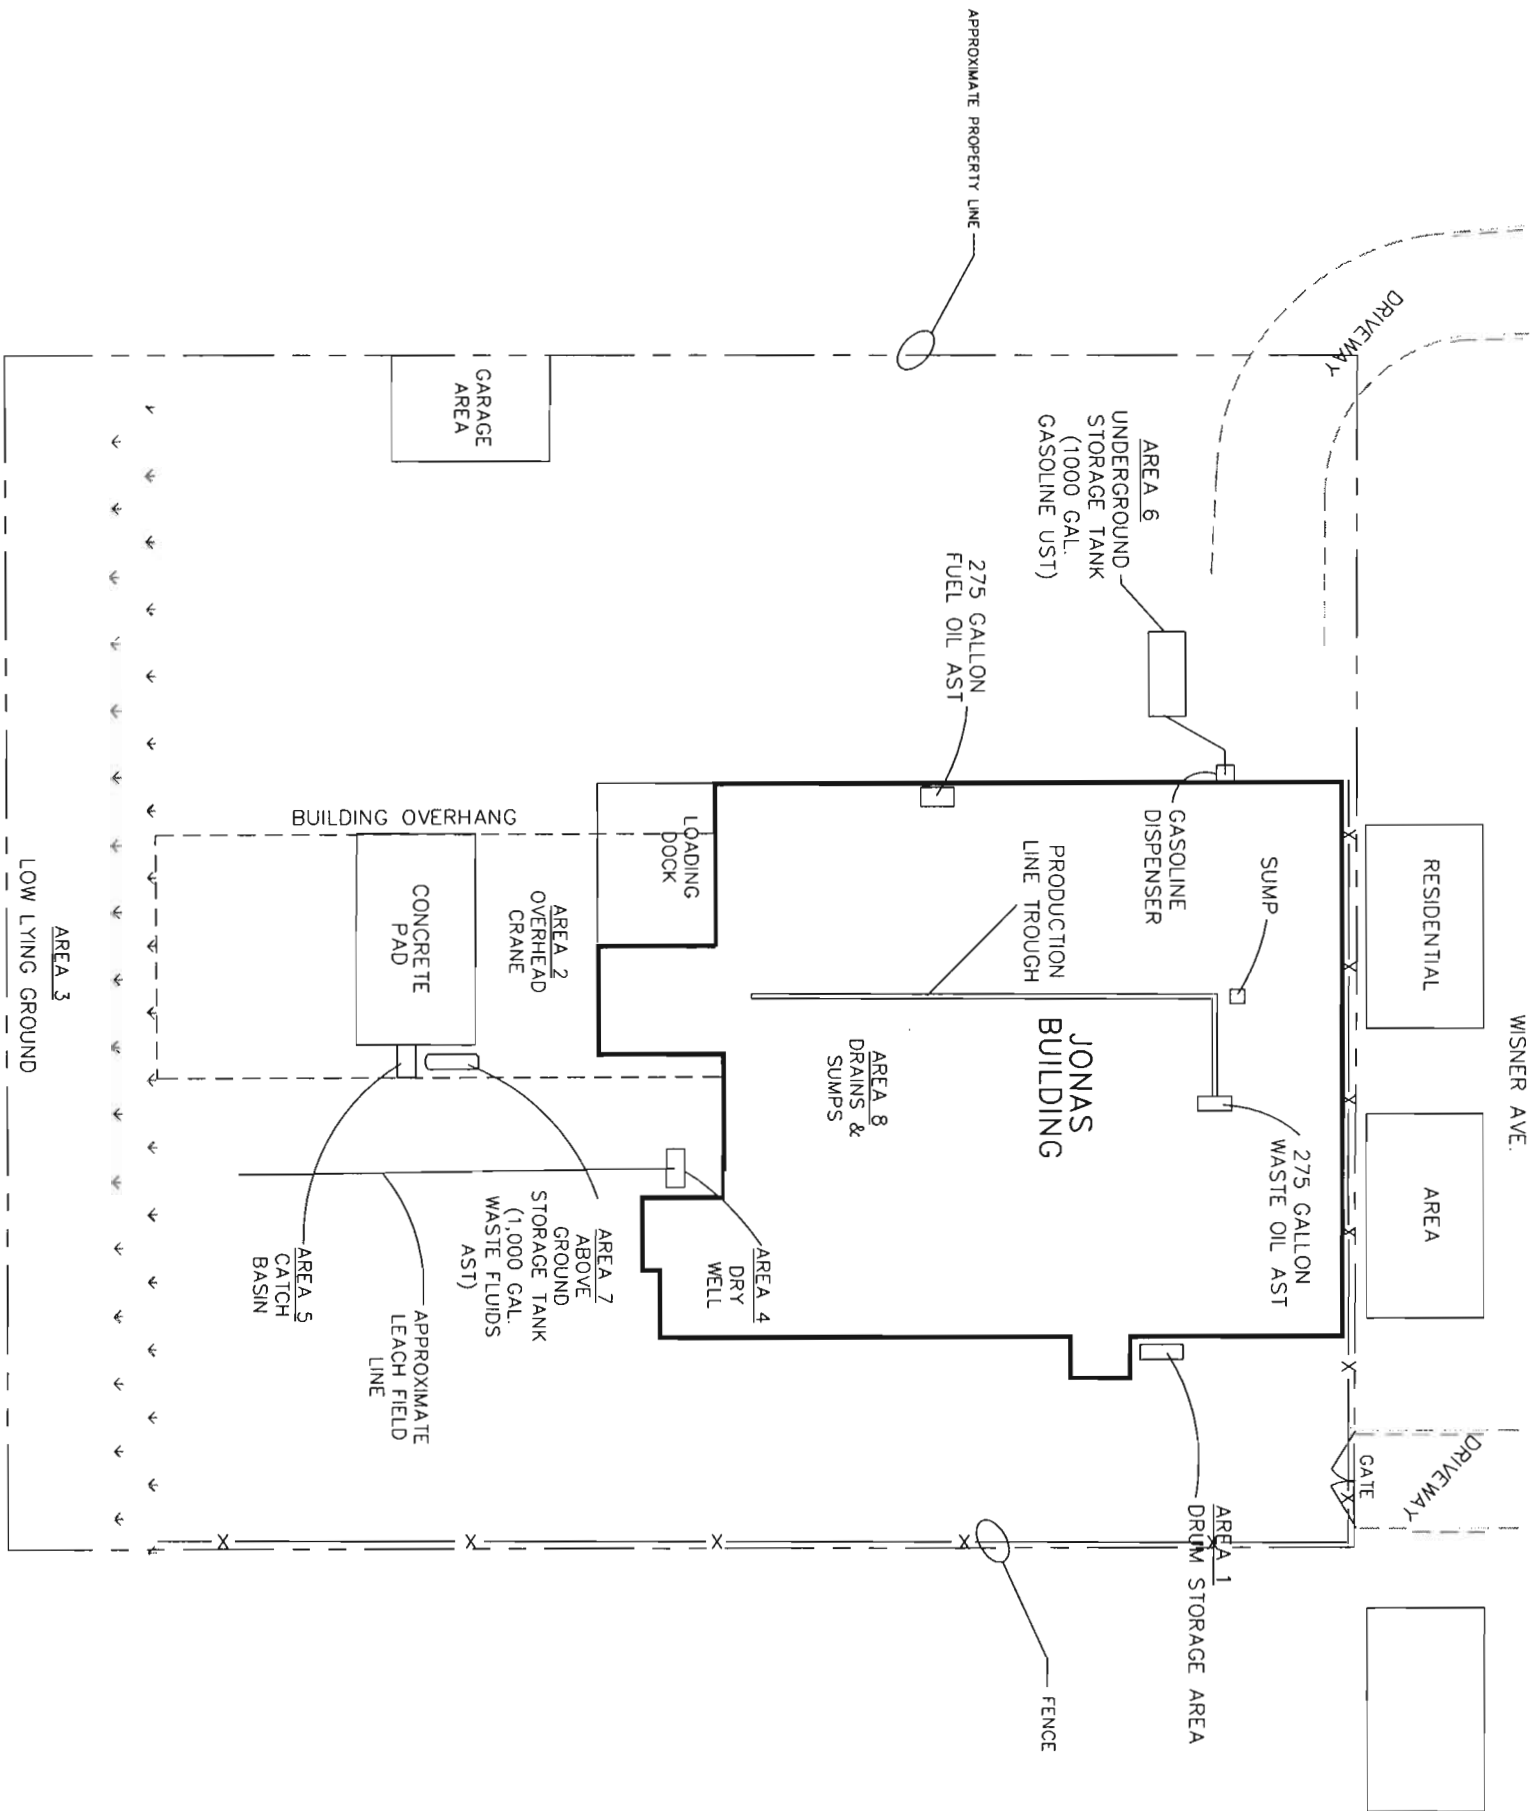 WISNER AVE.
RESIDENTIAL
AREA
DRIVEWAY
DRIVEWAY
GATE
APPROXIMATE PROPERTY LINE
AREA 6
UNDERGROUND
STORAGE TANK
(1000 GAL.
GASOLINE UST)
275 GALLON
FUEL OIL AST
GASOLINE
DISPENSER
SUMP
275 GALLON
WASTE OIL AST
PRODUCTION
LINE TROUGH
JONAS
BUILDING
AREA 8
DRAINS &
SUMPS
AREA 1
DRUM STORAGE AREA
FENCE
GARAGE
AREA
LOADING
DOCK
BUILDING OVERHANG
AREA 2
OVERHEAD
CRANE
CONCRETE
PAD
AREA 4
DRY
WELL
AREA 7
ABOVE
GROUND
STORAGE TANK
(1,000 GAL.
WASTE FLUIDS
AST)
APPROXIMATE
LEACH FIELD
LINE
AREA 5
CATCH
BASIN
AREA 3
LOW LYING GROUND